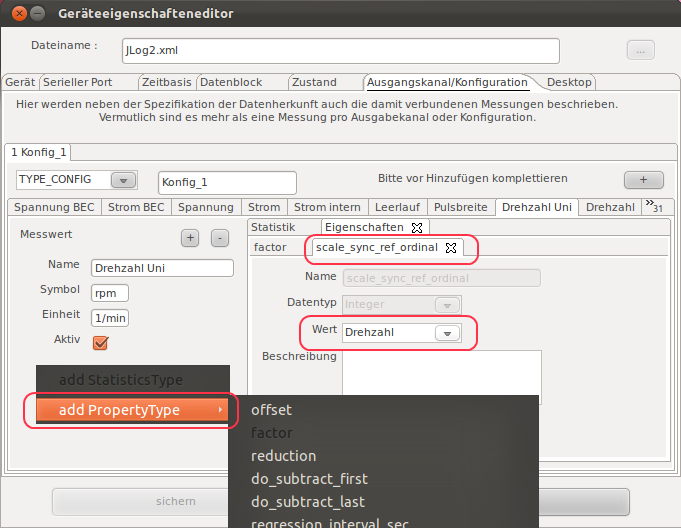 Geräteeigenschafteneditor
Dateiname :
JLog2.xml
...
Gerät Serieller Port Zeitbasis Datenblock Zustand Ausgangskanal/Konfiguration Desktop
Hier werden neben der Spezifikation der Datenherkunft auch die damit verbundenen Messungen beschrieben.
Vermutlich sind es mehr als eine Messung pro Ausgabekanal oder Konfiguration.
1 Konfig_1
TYPE_CONFIG Konfig_1 Bitte vor Hinzufügen komplettieren +
Spannung BEC Strom BEC Spannung Strom Strom intern Leerlauf Pulsbreite Drehzahl Uni Drehzahl »31
Messwert + -
Name Drehzahl Uni
Symbol rpm
Einheit 1/min
Aktiv
Statistik Eigenschaften
factor scale_sync_ref_ordinal
Name scale_sync_ref_ordinal
Datentyp Integer
Wert Drehzahl
Beschreibung
add StatisticsType
add PropertyType
offset
factor
reduction
do_subtract_first
do_subtract_last
regression_interval_sec
sichern